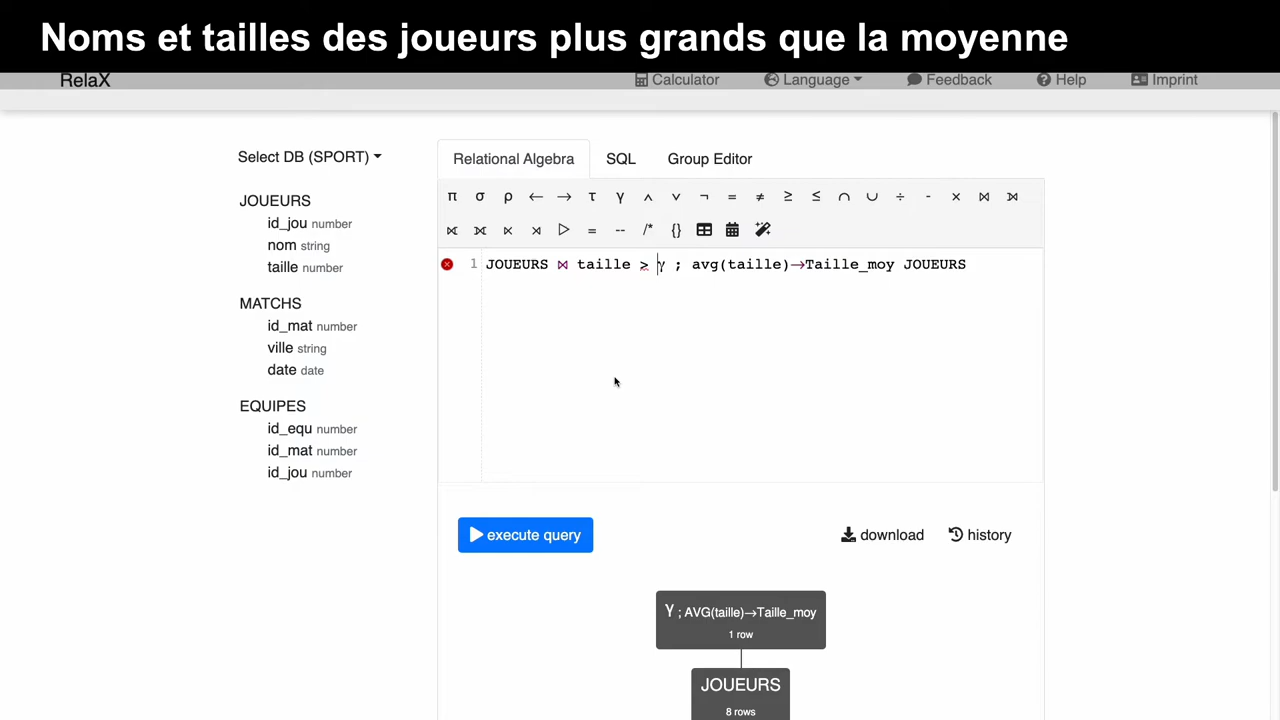 Noms et tailles des joueurs plus grands que la moyenne
RelaX
Calculator
Language
Feedback
Help
Imprint
Select DB (SPORT)
JOUEURS
id_jou number
nom string
taille number
MATCHS
id_mat number
ville string
date date
EQUIPES
id_equ number
id_mat number
id_jou number
Relational Algebra
SQL
Group Editor
π σ ρ ← → τ γ ∧ ∨ ¬ = ≠ ≥ ≤ ∩ ∪ ÷ - ⨯ ⨝ ⟕
⟖ ⟗ ⋉ ⋊ ▷ = -- /* {}
1 JOUEURS ⨝ taille > γ ; avg(taille)→Taille_moy JOUEURS
execute query
download
history
γ ; AVG(taille)→Taille_moy
1 row
JOUEURS
8 rows